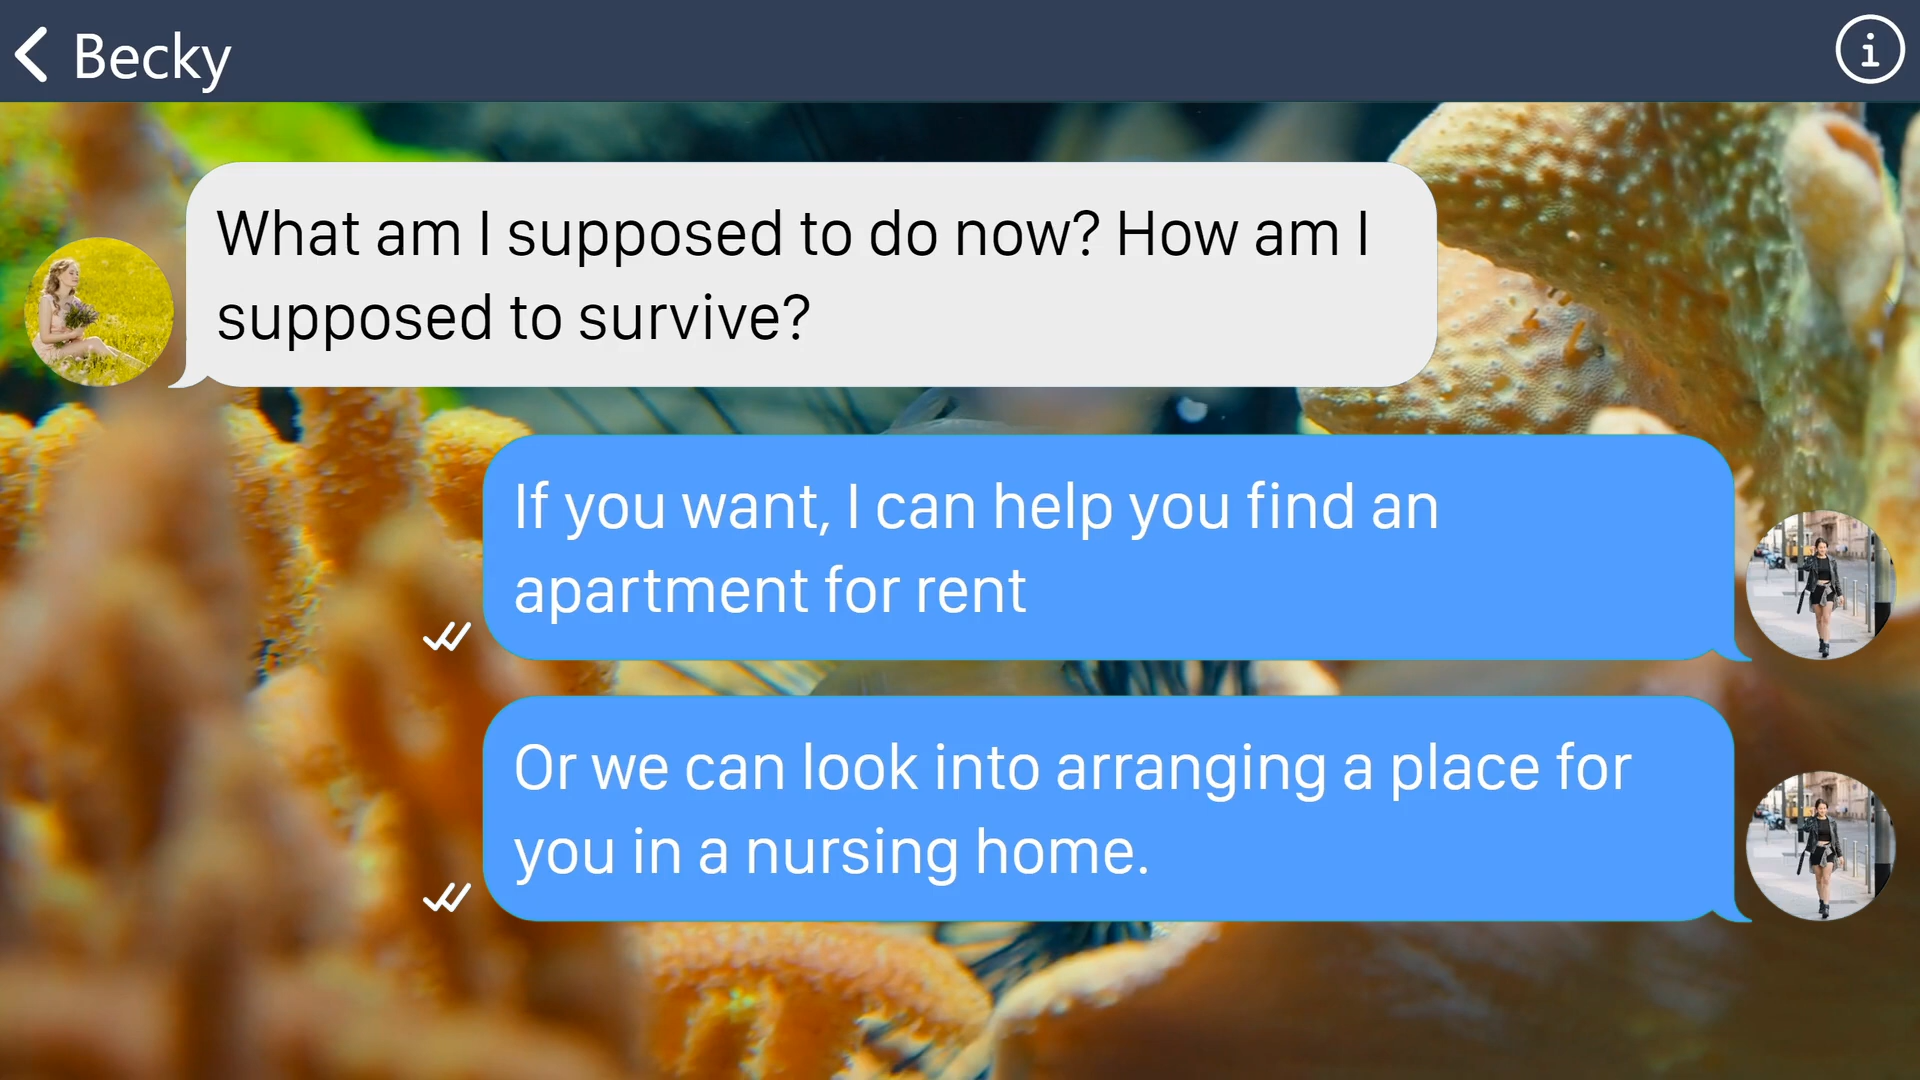 Becky
What am I supposed to do now? How am I
supposed to survive?
If you want, I can help you find an
apartment for rent
Or we can look into arranging a place for
you in a nursing home.